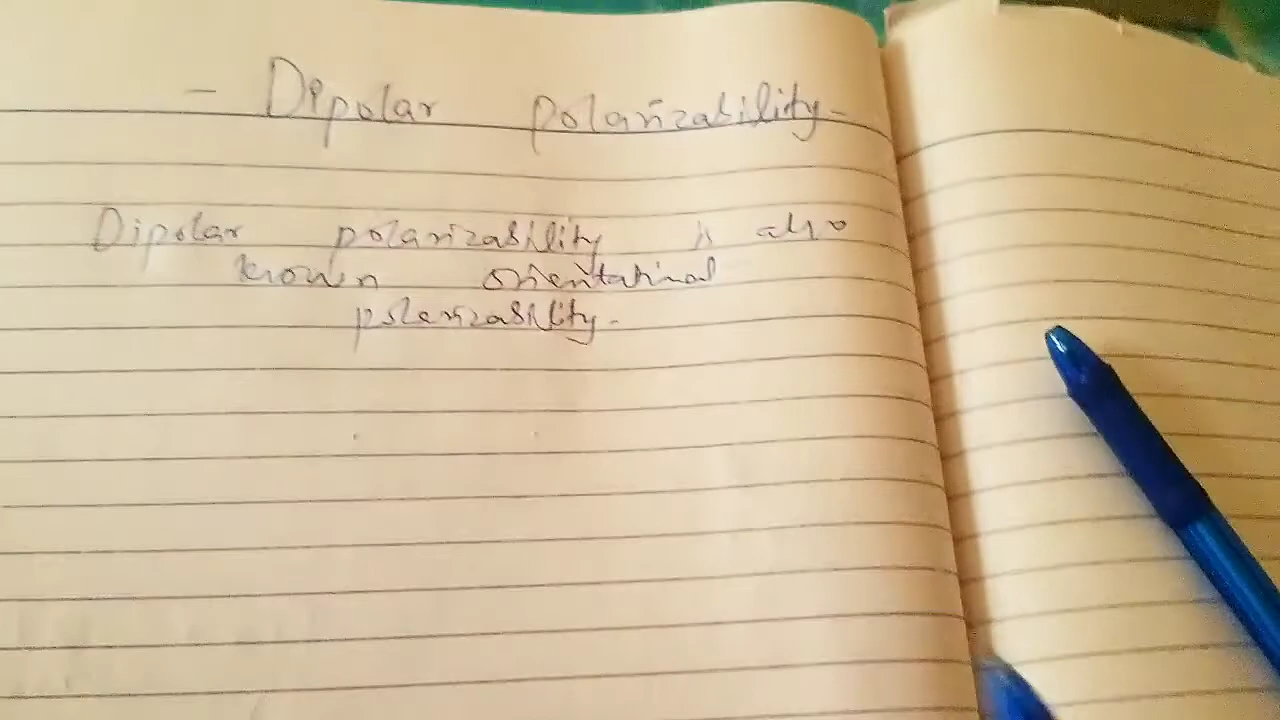 - Dipolar polarizability -
Dipolar polarizability is also
known orientational
polarizability.